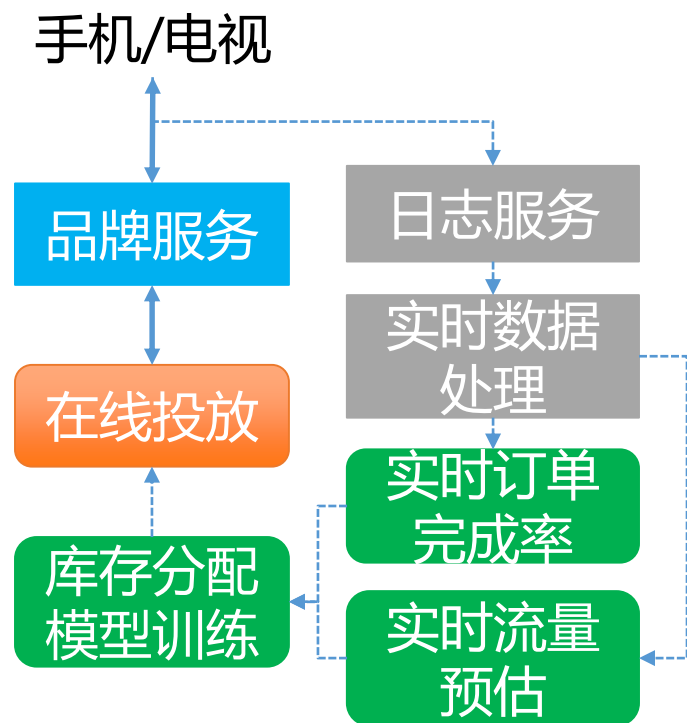 手机/电视
品牌服务
日志服务
实时数据
处理
在线投放
实时订单
完成率
库存分配
模型训练
实时流量
预估